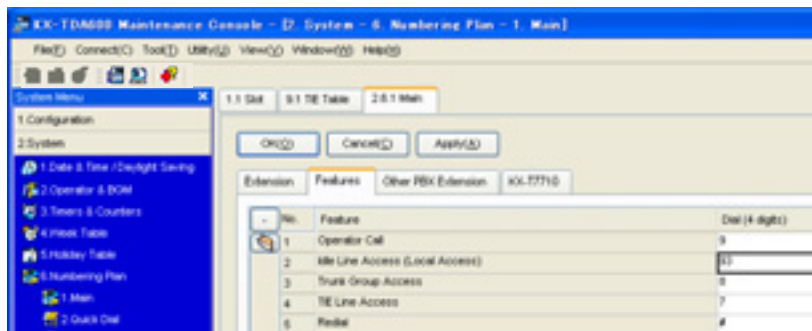 KX-TDA600 Maintenance Console - [2. System - 6. Numbering Plan - 1. Main]
File(F) Connect(C) Tool(T) Utility(U) View(V) Window(W) Help(H)
System Menu
1.Configuration
2.System
1.Date & Time / Daylight Saving
2.Operator & BGM
3.Timers & Counters
4.Week Table
5.Holiday Table
6.Numbering Plan
1.Main
2.Quick Dial
1.1 Slot 9.1 TIE Table 2.6.1 Main
OK(O) Cancel(C) Apply(A)
Extension Features Other PBX Extension KX-T7710
No. Feature Dial (4 digits)
1 Operator Call 9
2 Idle Line Access (Local Access)
3 Trunk Group Access 8
4 TIE Line Access 7
5 Redial #